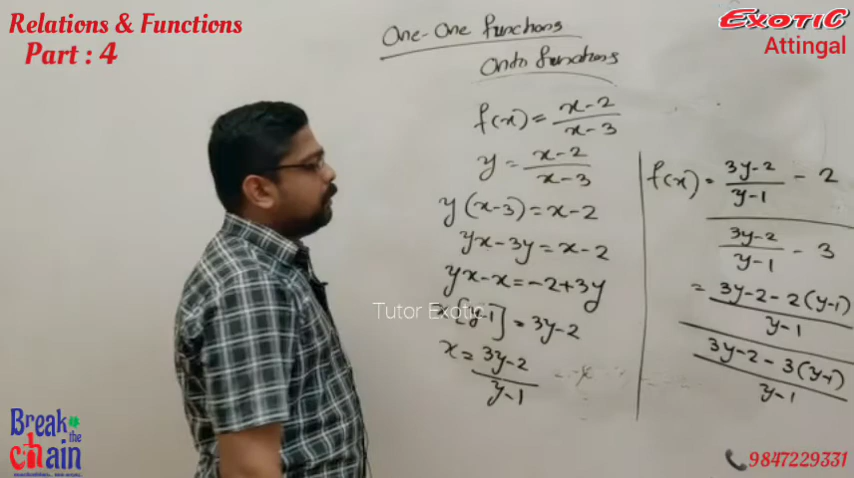 Relations & Functions
Part : 4
EXOTIC
Attingal
One-One functions
Onto functions
f(x) = x-2 / x-3
y = x-2 / x-3
y(x-3) = x-2
yx-3y = x-2
yx-x = -2+3y
x[y-1] = 3y-2
x = 3y-2 / y-1
f(x) = 3y-2 / y-1 - 2
3y-2 / y-1 - 3
= 3y-2-2(y-1) / y-1
3y-2-3(y-1) / y-1
Tutor Exotic
Break the chain
9847229331